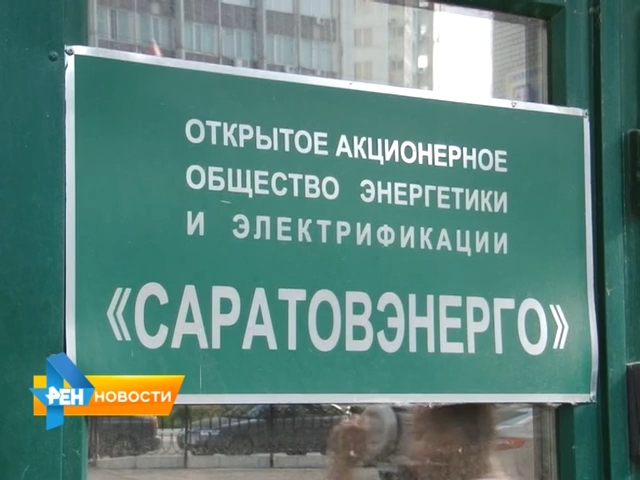 ОТКРЫТОЕ АКЦИОНЕРНОЕ
ОБЩЕСТВО ЭНЕРГЕТИКИ
И ЭЛЕКТРИФИКАЦИИ
«САРАТОВЭНЕРГО»
РЕН НОВОСТИ